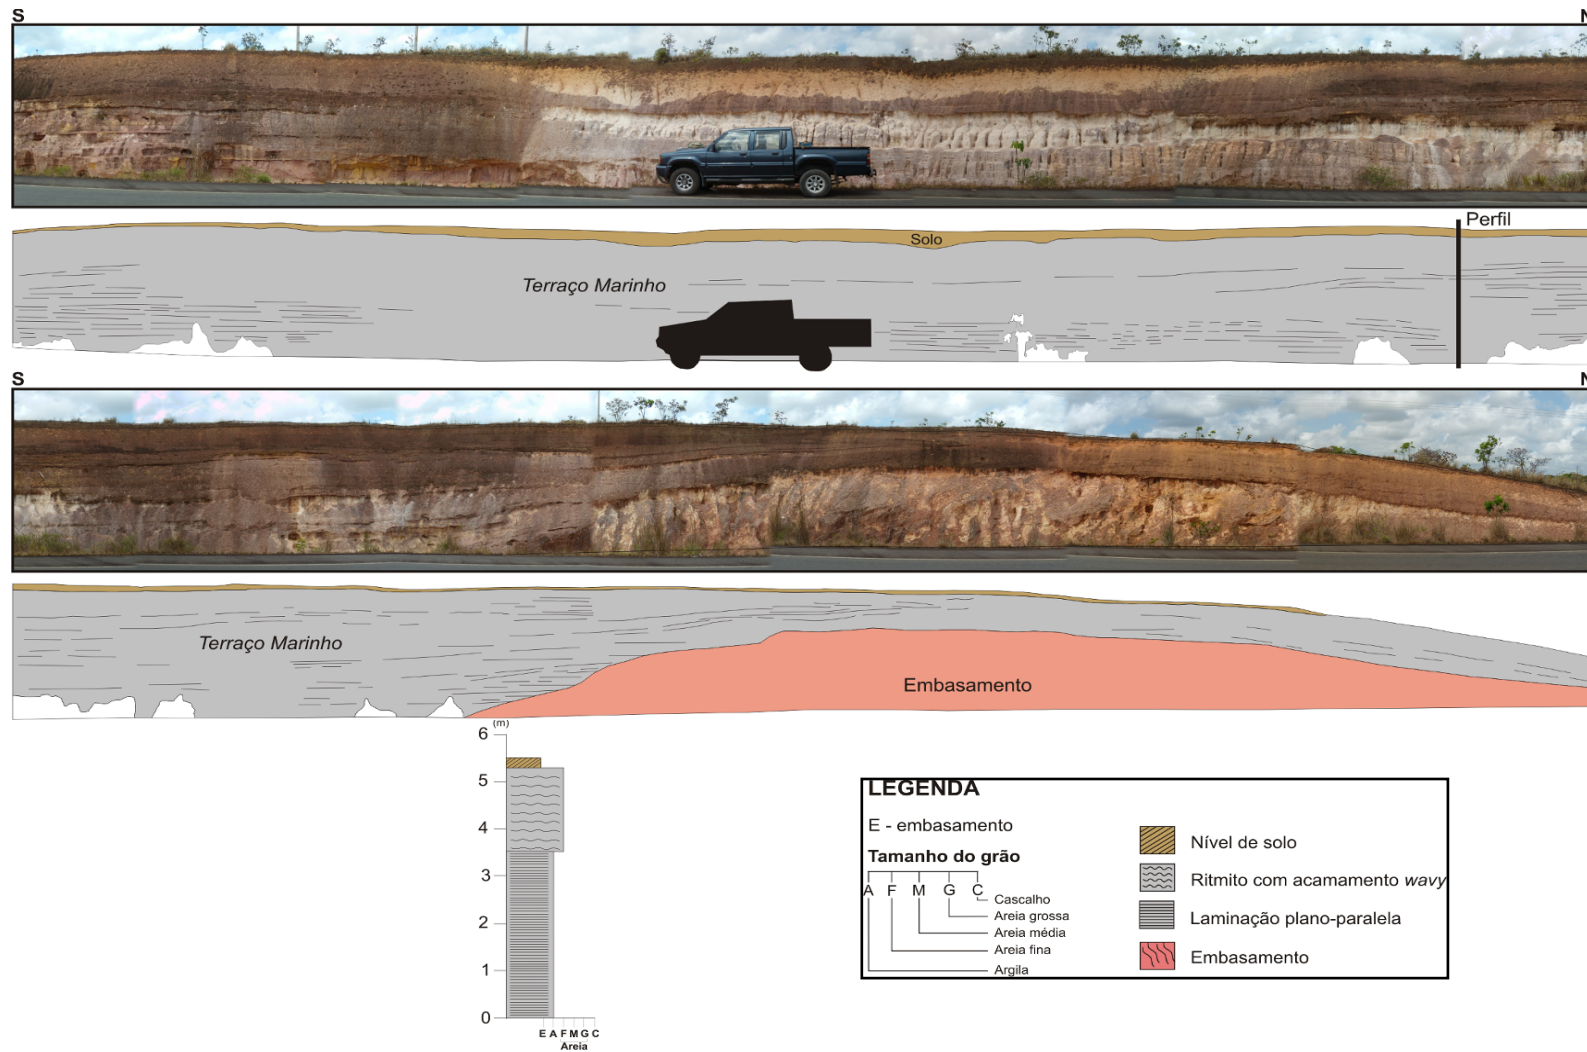 S
N
Perfil
Solo
Terraço Marinho
S
N
Terraço Marinho
Embasamento
(m)
6
5
4
3
2
1
0
E A F M G C
Areia
LEGENDA
E - embasamento
Tamanho do grão
A F M G C
Cascalho
Areia grossa
Areia média
Areia fina
Argila
Nível de solo
Ritmito com acamamento wavy
Laminação plano-paralela
Embasamento